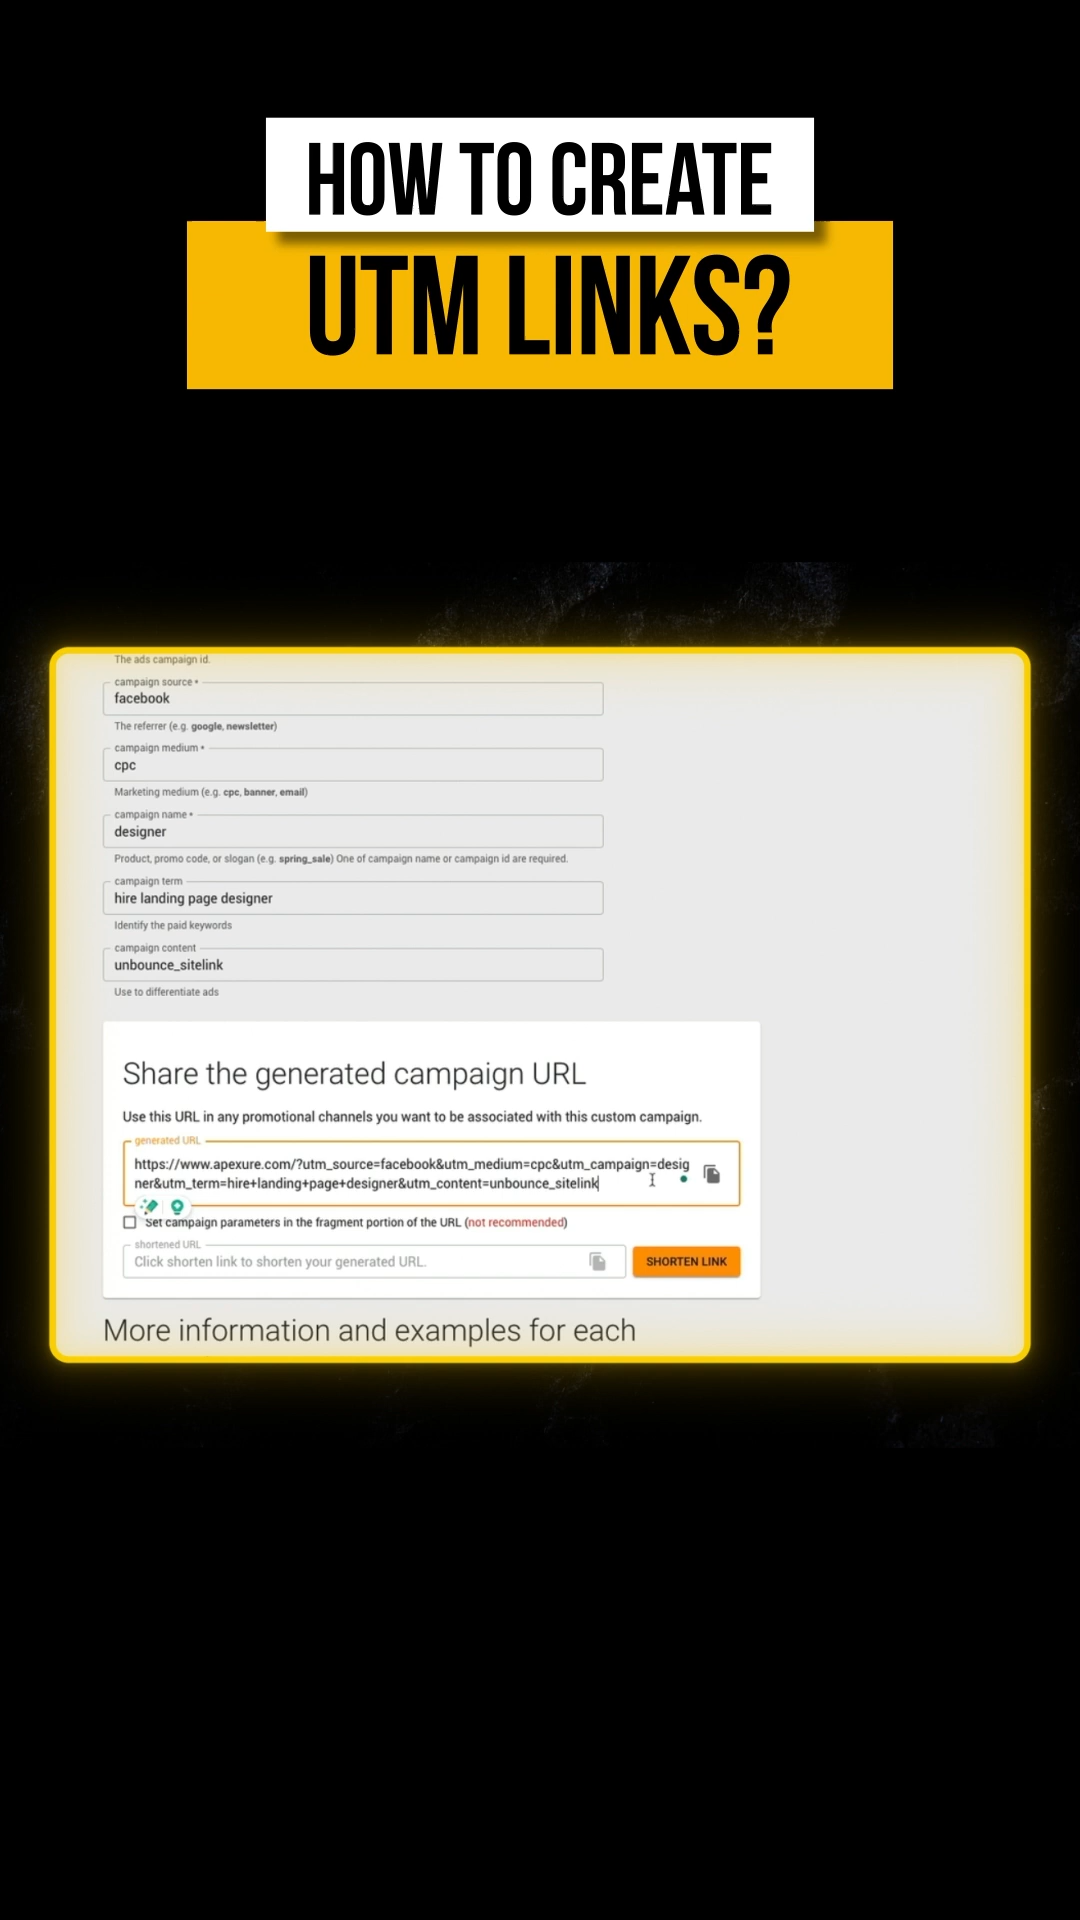 HOW TO CREATE
UTM LINKS?
The ads campaign id.
campaign source *
facebook
The referrer (e.g. google, newsletter)
campaign medium *
cpc
Marketing medium (e.g. cpc, banner, email)
campaign name *
designer
Product, promo code, or slogan (e.g. spring_sale) One of campaign name or campaign id are required.
campaign term
hire landing page designer
Identify the paid keywords
campaign content
unbounce_sitelink
Use to differentiate ads
Share the generated campaign URL
Use this URL in any promotional channels you want to be associated with this custom campaign.
generated URL
https://www.apexure.com/?utm_source=facebook&utm_medium=cpc&utm_campaign=desig
ner&utm_term=hire+landing+page+designer&utm_content=unbounce_sitelink
Set campaign parameters in the fragment portion of the URL (not recommended)
shortened URL
Click shorten link to shorten your generated URL.
SHORTEN LINK
More information and examples for each